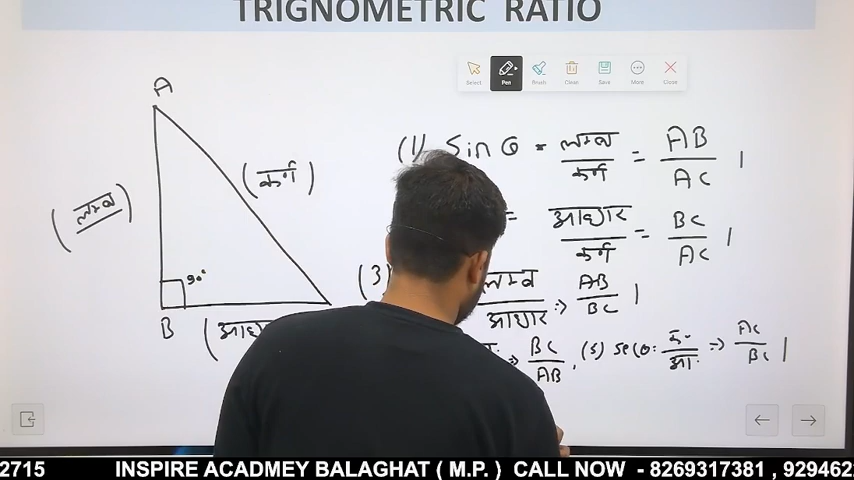 TRIGNOMETRIC RATIO
Select Pen Brush Clear Save More Close
A
(1) Sin θ = लम्ब/कर्ण = AB/AC |
(कर्ण)
(लम्ब)
= आधार/कर्ण = BC/AC |
90°
(3) लम्ब/आधार => AB/BC |
B
=> BC/AB, (5) secθ: क०/आ. => AC/BC |
2715 INSPIRE ACADMEY BALAGHAT ( M.P. ) CALL NOW - 8269317381 , 929462